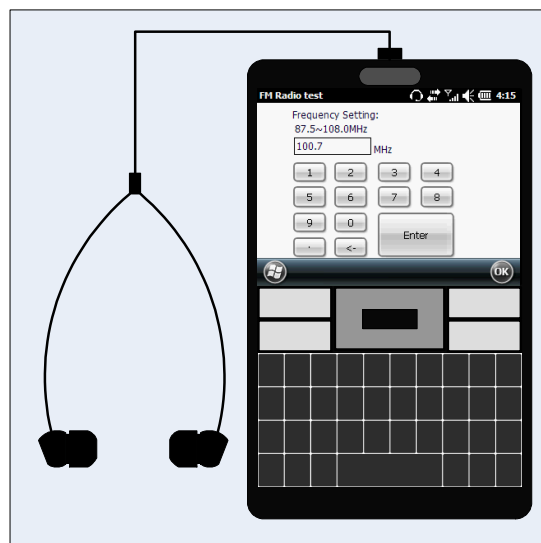 FM Radio test 4:15
Frequency Setting:
87.5~108.0MHz
100.7 MHz
1 2 3 4
5 6 7 8
9 0 Enter
. <-
OK